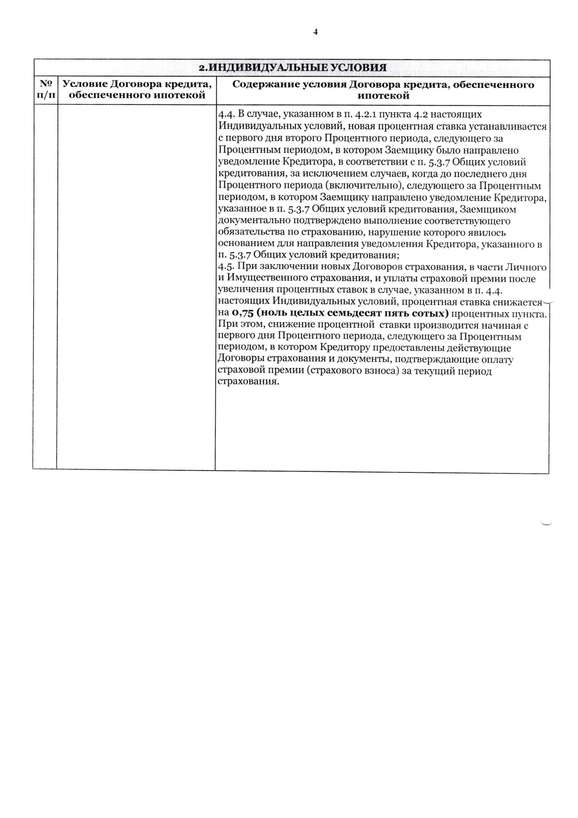 4
2.ИНДИВИДУАЛЬНЫЕ УСЛОВИЯ
№ п/п
Условие Договора кредита, обеспеченного ипотекой
Содержание условия Договора кредита, обеспеченного ипотекой
4.4. В случае, указанном в п. 4.2.1 пункта 4.2 настоящих
Индивидуальных условий, новая процентная ставка устанавливается
с первого дня второго Процентного периода, следующего за
Процентным периодом, в котором Заемщику было направлено
уведомление Кредитора, в соответствии с п. 5.3.7 Общих условий
кредитования, за исключением случаев, когда до последнего дня
Процентного периода (включительно), следующего за Процентным
периодом, в котором Заемщику направлено уведомление Кредитора,
указанное в п. 5.3.7 Общих условий кредитования, Заемщиком
документально подтверждено выполнение соответствующего
обязательства по страхованию, нарушение которого явилось
основанием для направления уведомления Кредитора, указанного в
п. 5.3.7 Общих условий кредитования;
4.5. При заключении новых Договоров страхования, в части Личного
и Имущественного страхования, и уплаты страховой премии после
увеличения процентных ставок в случае, указанном в п. 4.4.
настоящих Индивидуальных условий, процентная ставка снижается
на 0,75 (ноль целых семьдесят пять сотых) процентных пункта.
При этом, снижение процентной ставки производится начиная с
первого дня Процентного периода, следующего за Процентным
периодом, в котором Кредитору предоставлены действующие
Договоры страхования и документы, подтверждающие оплату
страховой премии (страхового взноса) за текущий период
страхования.